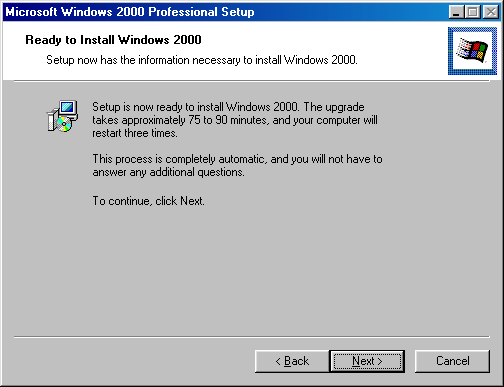 Microsoft Windows 2000 Professional Setup
Ready to Install Windows 2000
Setup now has the information necessary to install Windows 2000.
Setup is now ready to install Windows 2000. The upgrade
takes approximately 75 to 90 minutes, and your computer will
restart three times.
This process is completely automatic, and you will not have to
answer any additional questions.
To continue, click Next.
< Back
Next >
Cancel